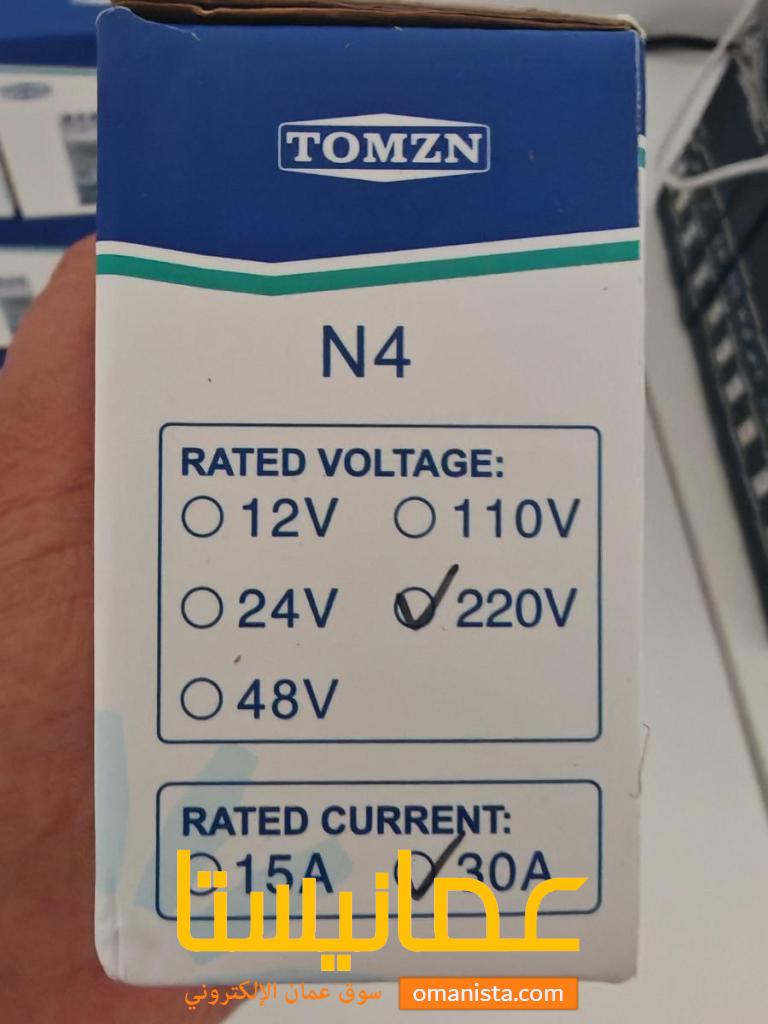 TOMZN
N4
RATED VOLTAGE:
12V 110V
24V 220V
48V
RATED CURRENT:
15A 30A
عمانيستا
سوق عمان الإلكتروني omanista.com